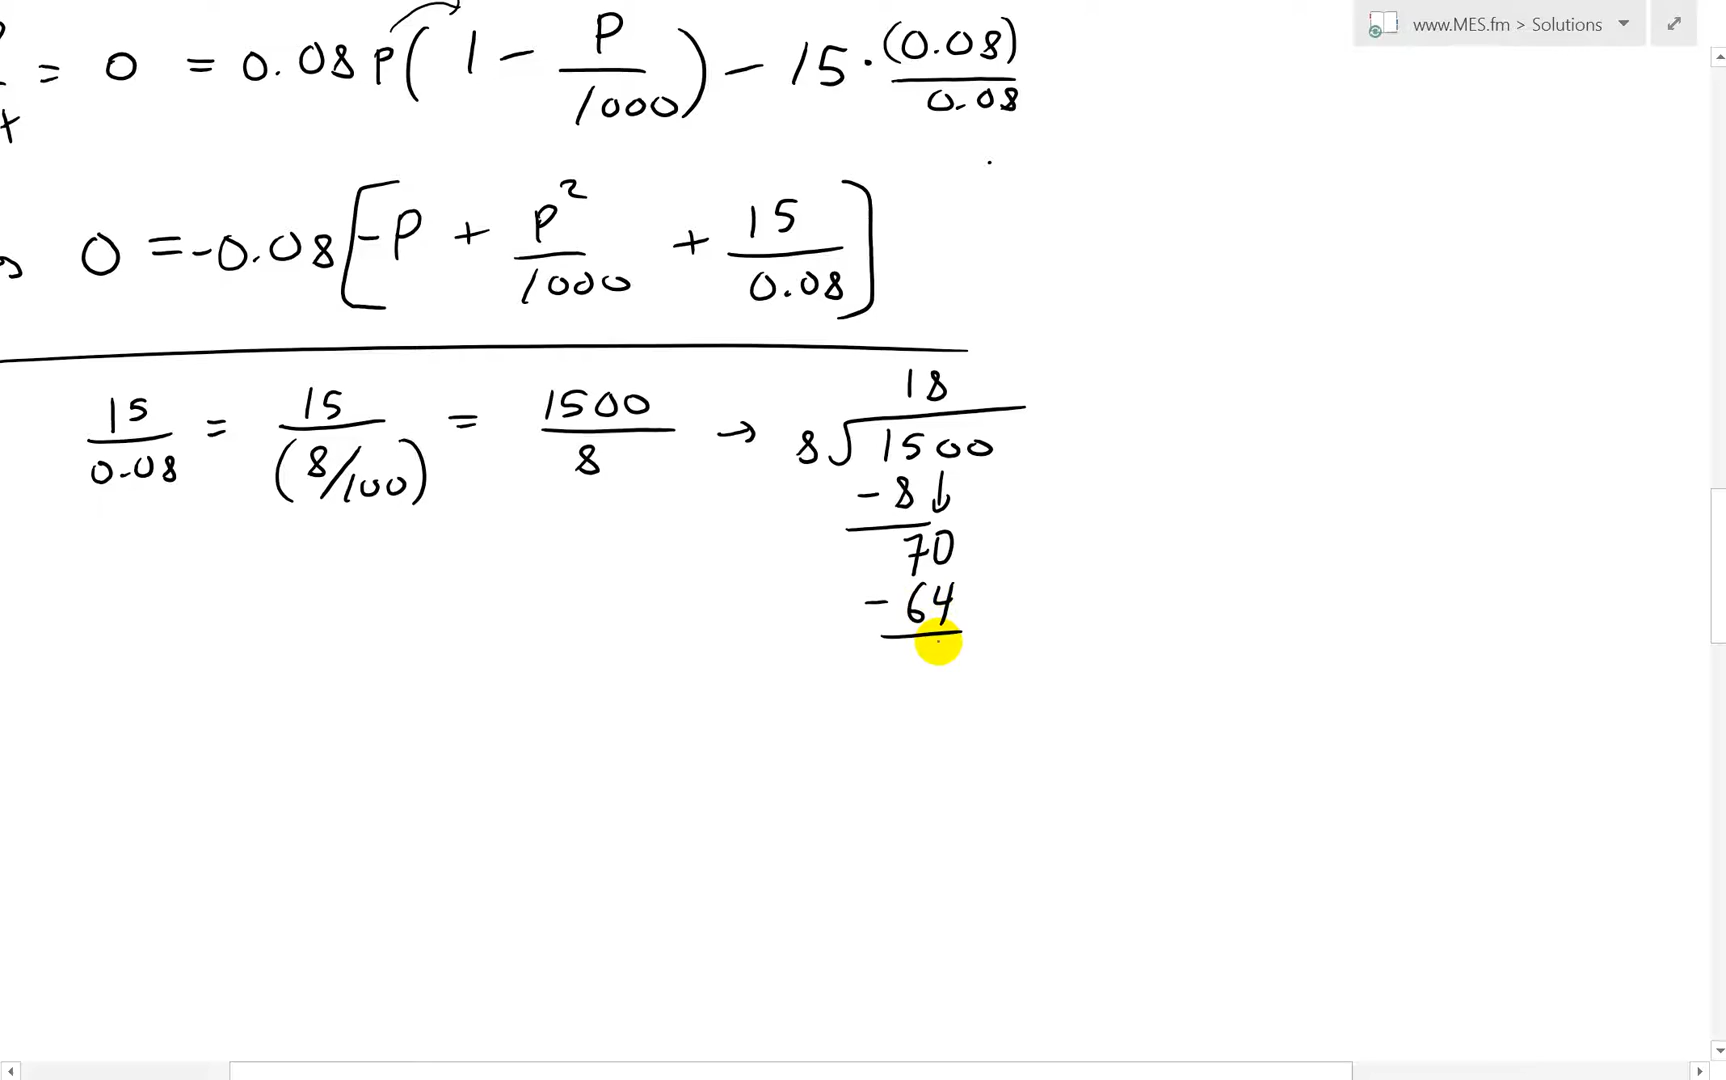 www.MES.fm > Solutions
= 0 = 0.08 P ( 1 - P/1000 ) - 15 · (0.08)/0.08
t
0 = -0.08 [ -P + P²/1000 + 15/0.08 ]
15/0.08 = 15/(8/100) = 1500/8 →
18
8 ) 1500
- 8 ↓
70
- 64